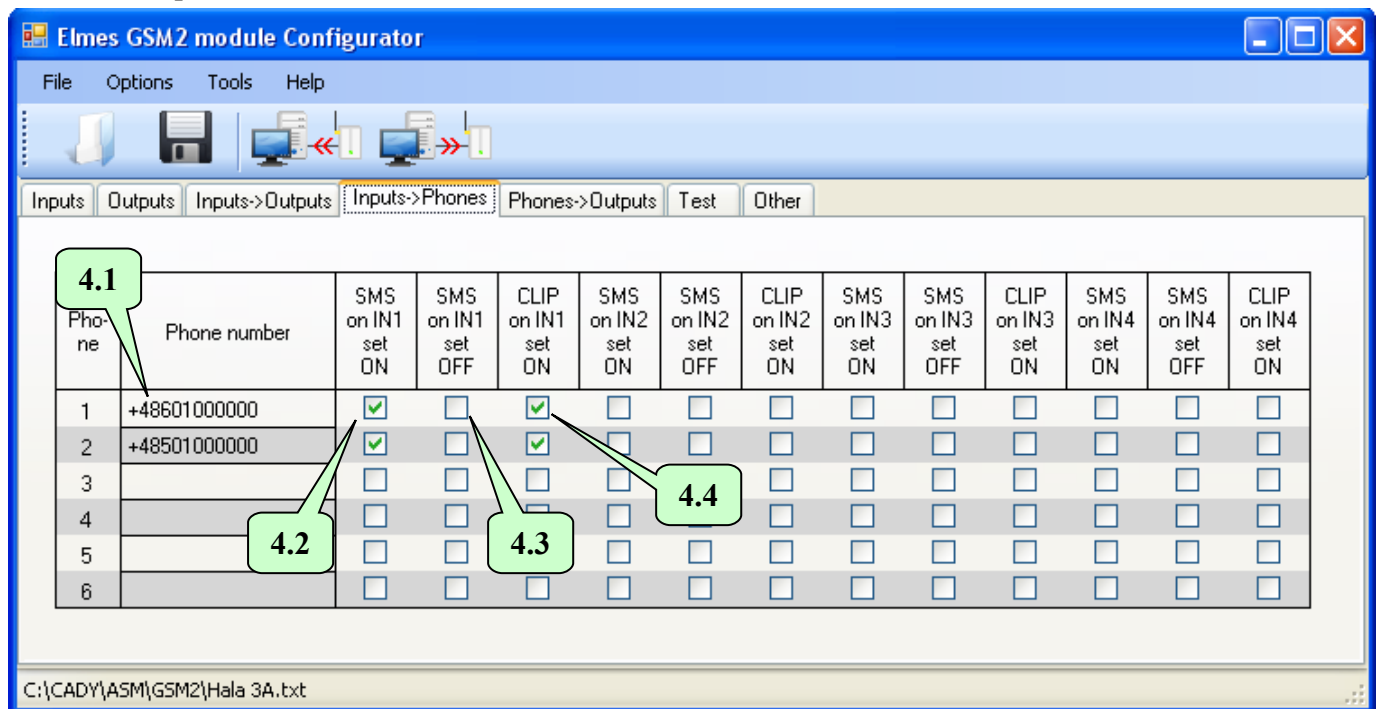 Elmes GSM2 module Configurator
File Options Tools Help
Inputs Outputs Inputs->Outputs Inputs->Phones Phones->Outputs Test Other
4.1
Pho-
ne
Phone number
SMS
on IN1
set
ON
SMS
on IN1
set
OFF
CLIP
on IN1
set
ON
SMS
on IN2
set
ON
SMS
on IN2
set
OFF
CLIP
on IN2
set
ON
SMS
on IN3
set
ON
SMS
on IN3
set
OFF
CLIP
on IN3
set
ON
SMS
on IN4
set
ON
SMS
on IN4
set
OFF
CLIP
on IN4
set
ON
1 +48601000000
2 +48501000000
3
4.4
4
4.2
4.3
5
6
C:\CADY\ASM\GSM2\Hala 3A.txt